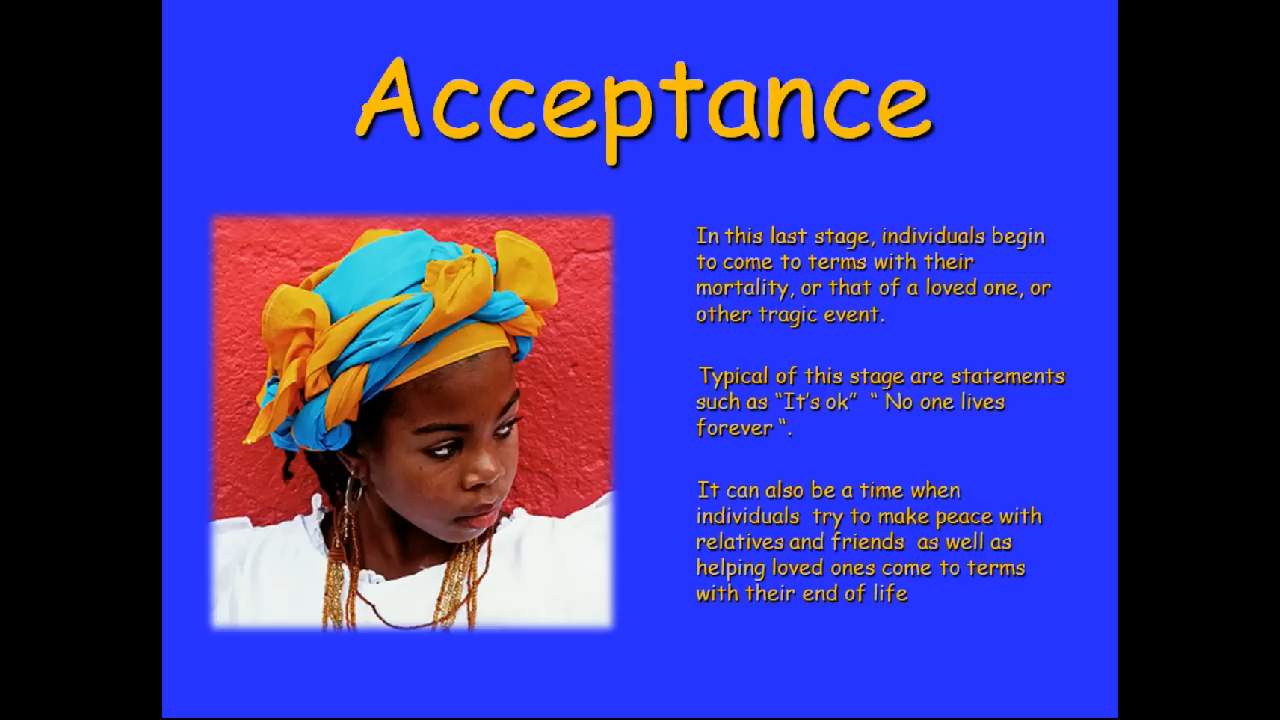 Acceptance
In this last stage, individuals begin
to come to terms with their
mortality, or that of a loved one, or
other tragic event.
Typical of this stage are statements
such as “It’s ok”  “ No one lives
forever “.
It can also be a time when
individuals  try to make peace with
relatives and friends  as well as
helping loved ones come to terms
with their end of life